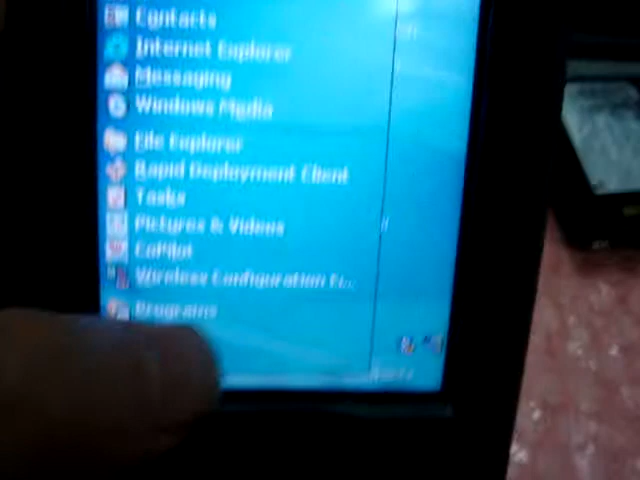 Contacts
Internet Explorer
Messaging
Windows Media
File Explorer
Rapid Deployment Client
Tasks
Pictures & Videos
CoPilot
Wireless Configuration
Programs